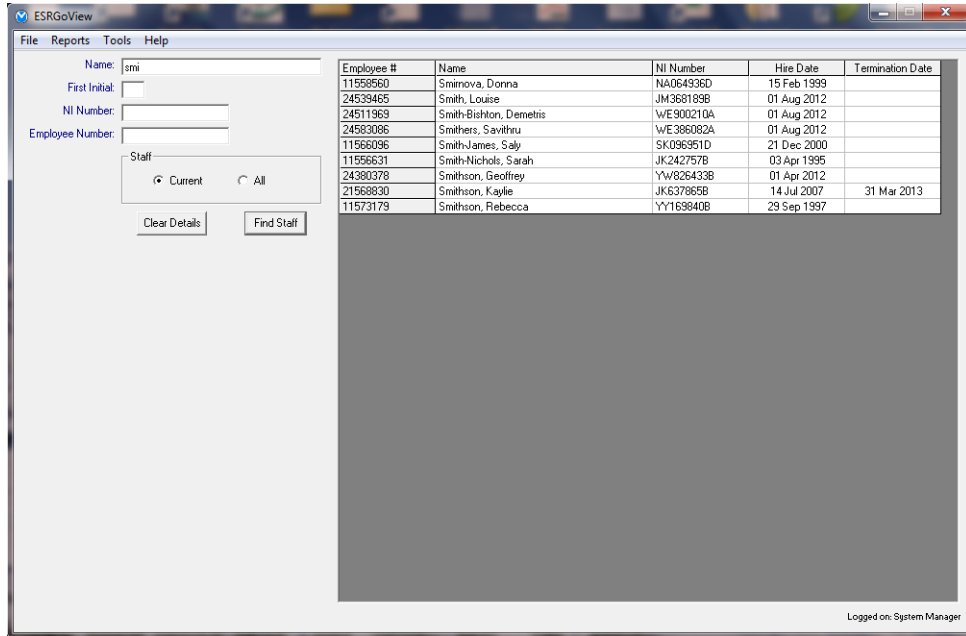 ESRGoView
File Reports Tools Help
Name: smi
First Initial:
NI Number:
Employee Number:
Staff
Current All
Clear Details Find Staff
Employee # Name NI Number Hire Date Termination Date
11558560 Smirnova, Donna NA064936D 15 Feb 1999
24539465 Smith, Louise JM368189B 01 Aug 2012
24511969 Smith-Bishton, Demetris WE900210A 01 Aug 2012
24583086 Smithers, Savithru WE386082A 01 Aug 2012
11566096 Smith-James, Saly SK096951D 21 Dec 2000
11556631 Smith-Nichols, Sarah JK242757B 03 Apr 1995
24380378 Smithson, Geoffrey YW826433B 01 Apr 2012
21568830 Smithson, Kaylie JK637865B 14 Jul 2007 31 Mar 2013
11573179 Smithson, Rebecca YY169840B 29 Sep 1997
Logged on: System Manager